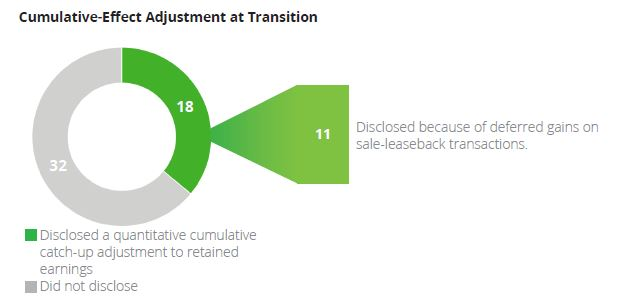 Cumulative-Effect Adjustment at Transition
18
11
Disclosed because of deferred gains on
sale-leaseback transactions.
32
Disclosed a quantitative cumulative
catch-up adjustment to retained
earnings
Did not disclose